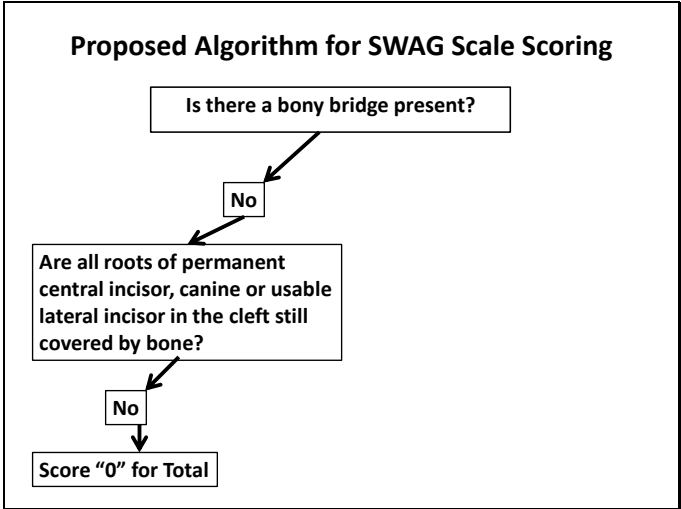 Proposed Algorithm for SWAG Scale Scoring
Is there a bony bridge present?
No
Are all roots of permanent
central incisor, canine or usable
lateral incisor in the cleft still
covered by bone?
No
Score “0” for Total